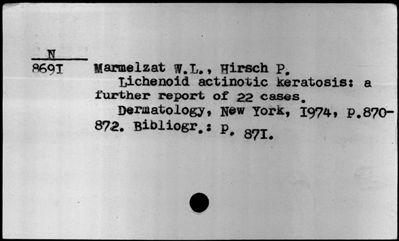 N
8691
Marmelzat W.L., Hirsch P.
Lichenoid actinotic keratosis: a
further report of 22 cases.
Dermatology, New York, 1974, p.870-
872. Bibliogr.: p. 871.